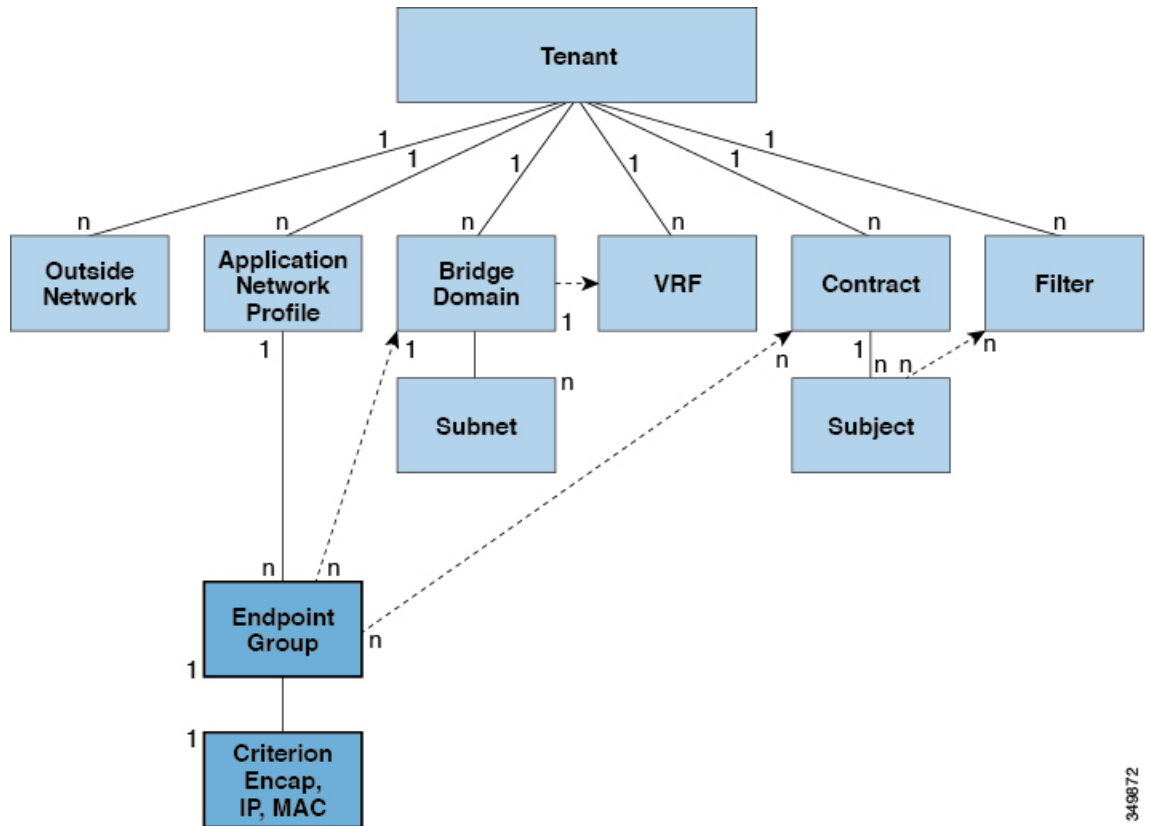 Tenant
1
1
1
1
1
1
n
n
n
n
n
n
Outside
Network
Application
Network
Profile
Bridge
Domain
VRF
Contract
Filter
1
1
1
n
1
n
n
n
n
Subnet
Subject
n
n
Endpoint
Group
n
1
1
Criterion
Encap,
IP, MAC
349872